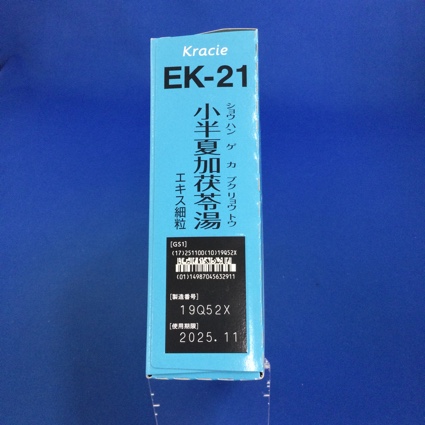 Kracie
EK-21
ショウ ハン ゲ カ ブクリョウ トウ
小半夏加茯苓湯
エキス細粒
[GS1]
(17)251100(10)19Q52X
(01)14987045632911
[製造番号]
19Q52X
[使用期限]
2025.11